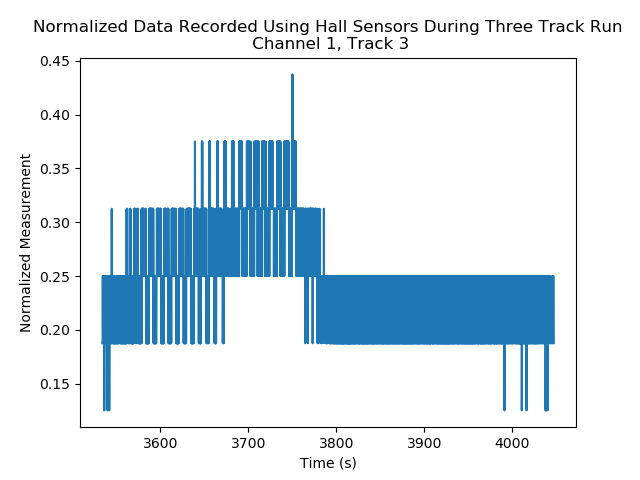 Normalized Data Recorded Using Hall Sensors During Three Track Run
Channel 1, Track 3
0.45
0.40
0.35
0.30
0.25
0.20
0.15
Normalized Measurement
3600 3700 3800 3900 4000
Time (s)